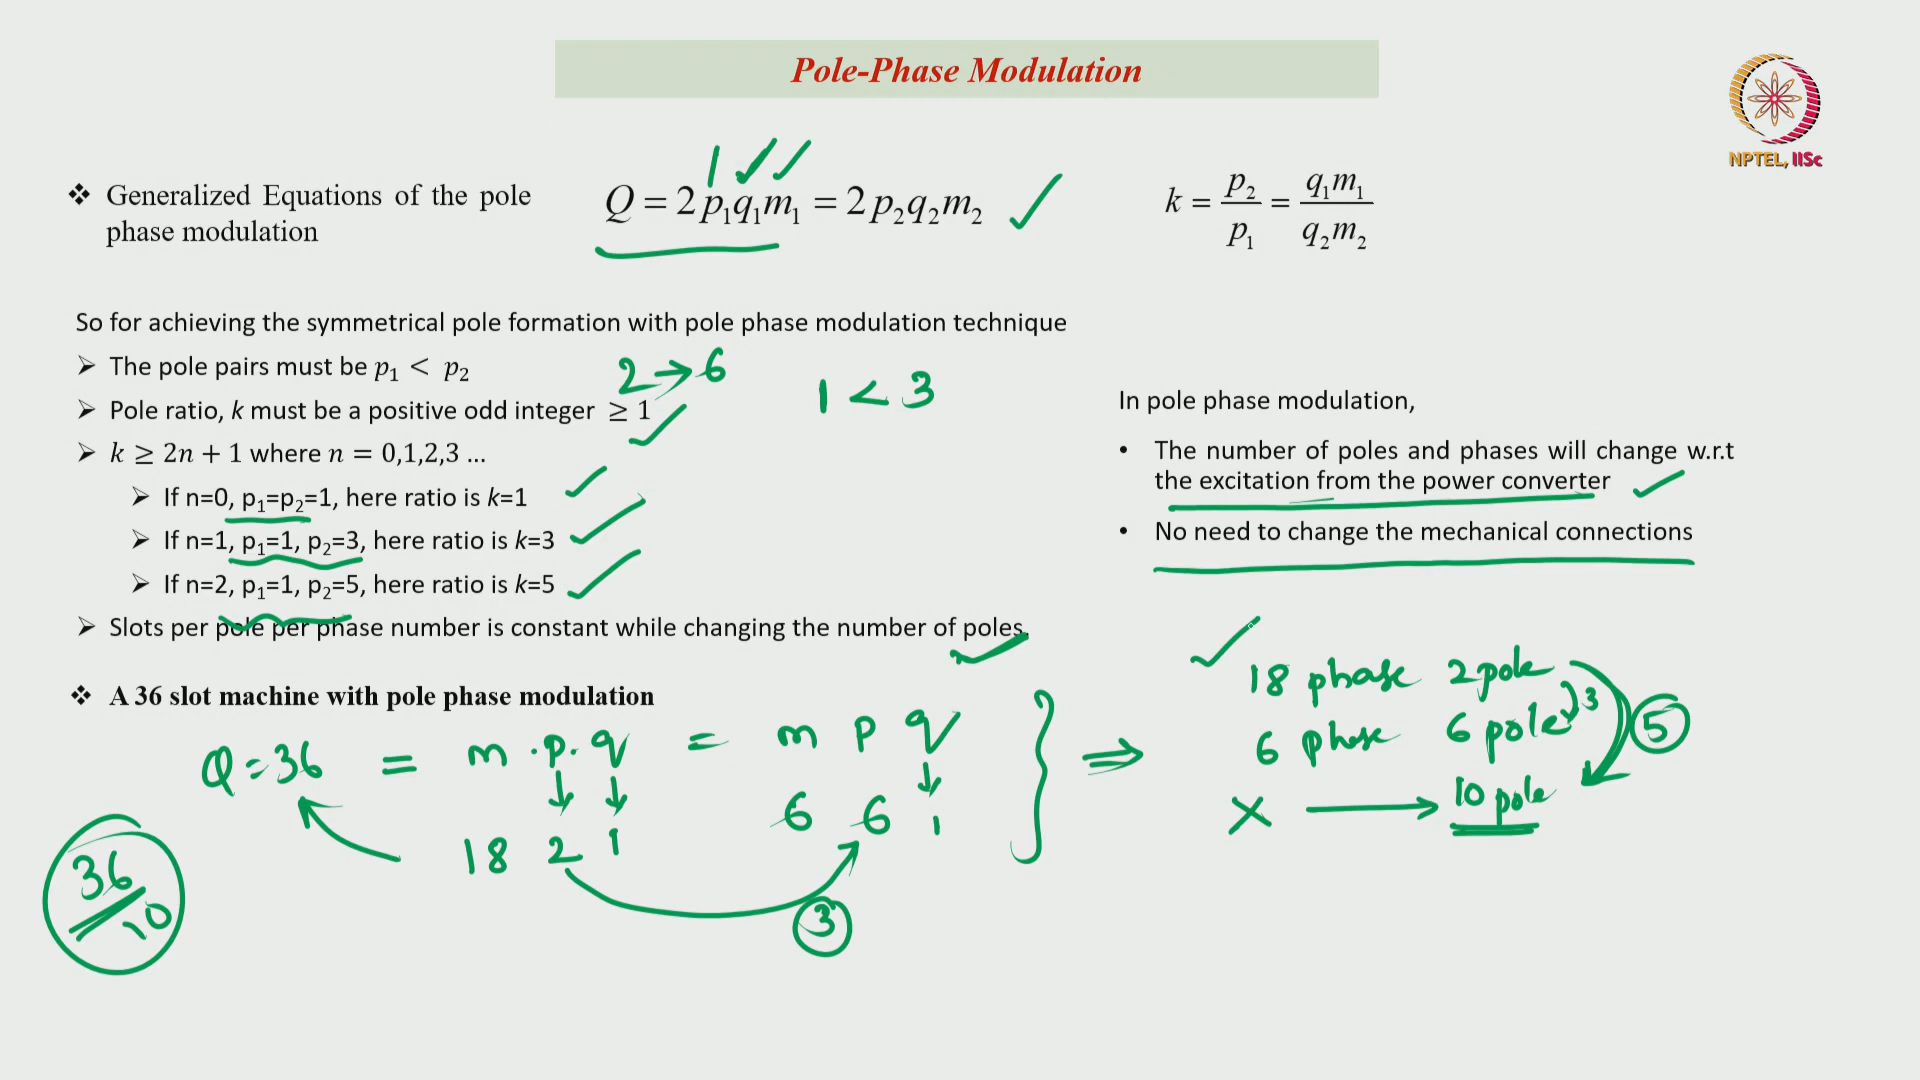 Pole-Phase Modulation
NPTEL, IISc
❖ Generalized Equations of the pole phase modulation
Q = 2p₁q₁m₁ = 2p₂q₂m₂
k = p₂/p₁ = q₁m₁/q₂m₂
1
So for achieving the symmetrical pole formation with pole phase modulation technique
➢ The pole pairs must be p₁ < p₂
2 → 6
1 < 3
➢ Pole ratio, k must be a positive odd integer ≥ 1
➢ k ≥ 2n + 1 where n = 0,1,2,3 ...
➢ If n=0, p₁=p₂=1, here ratio is k=1
➢ If n=1, p₁=1, p₂=3, here ratio is k=3
➢ If n=2, p₁=1, p₂=5, here ratio is k=5
➢ Slots per pole per phase number is constant while changing the number of poles.
In pole phase modulation,
• The number of poles and phases will change w.r.t
the excitation from the power converter
• No need to change the mechanical connections
❖ A 36 slot machine with pole phase modulation
Q = 36 = m . p . q = m p q
18 2 1 6 6 1
3
36/10
⇒ 18 phase 2 pole
6 phase 6 pole 3
5
X → 10 pole